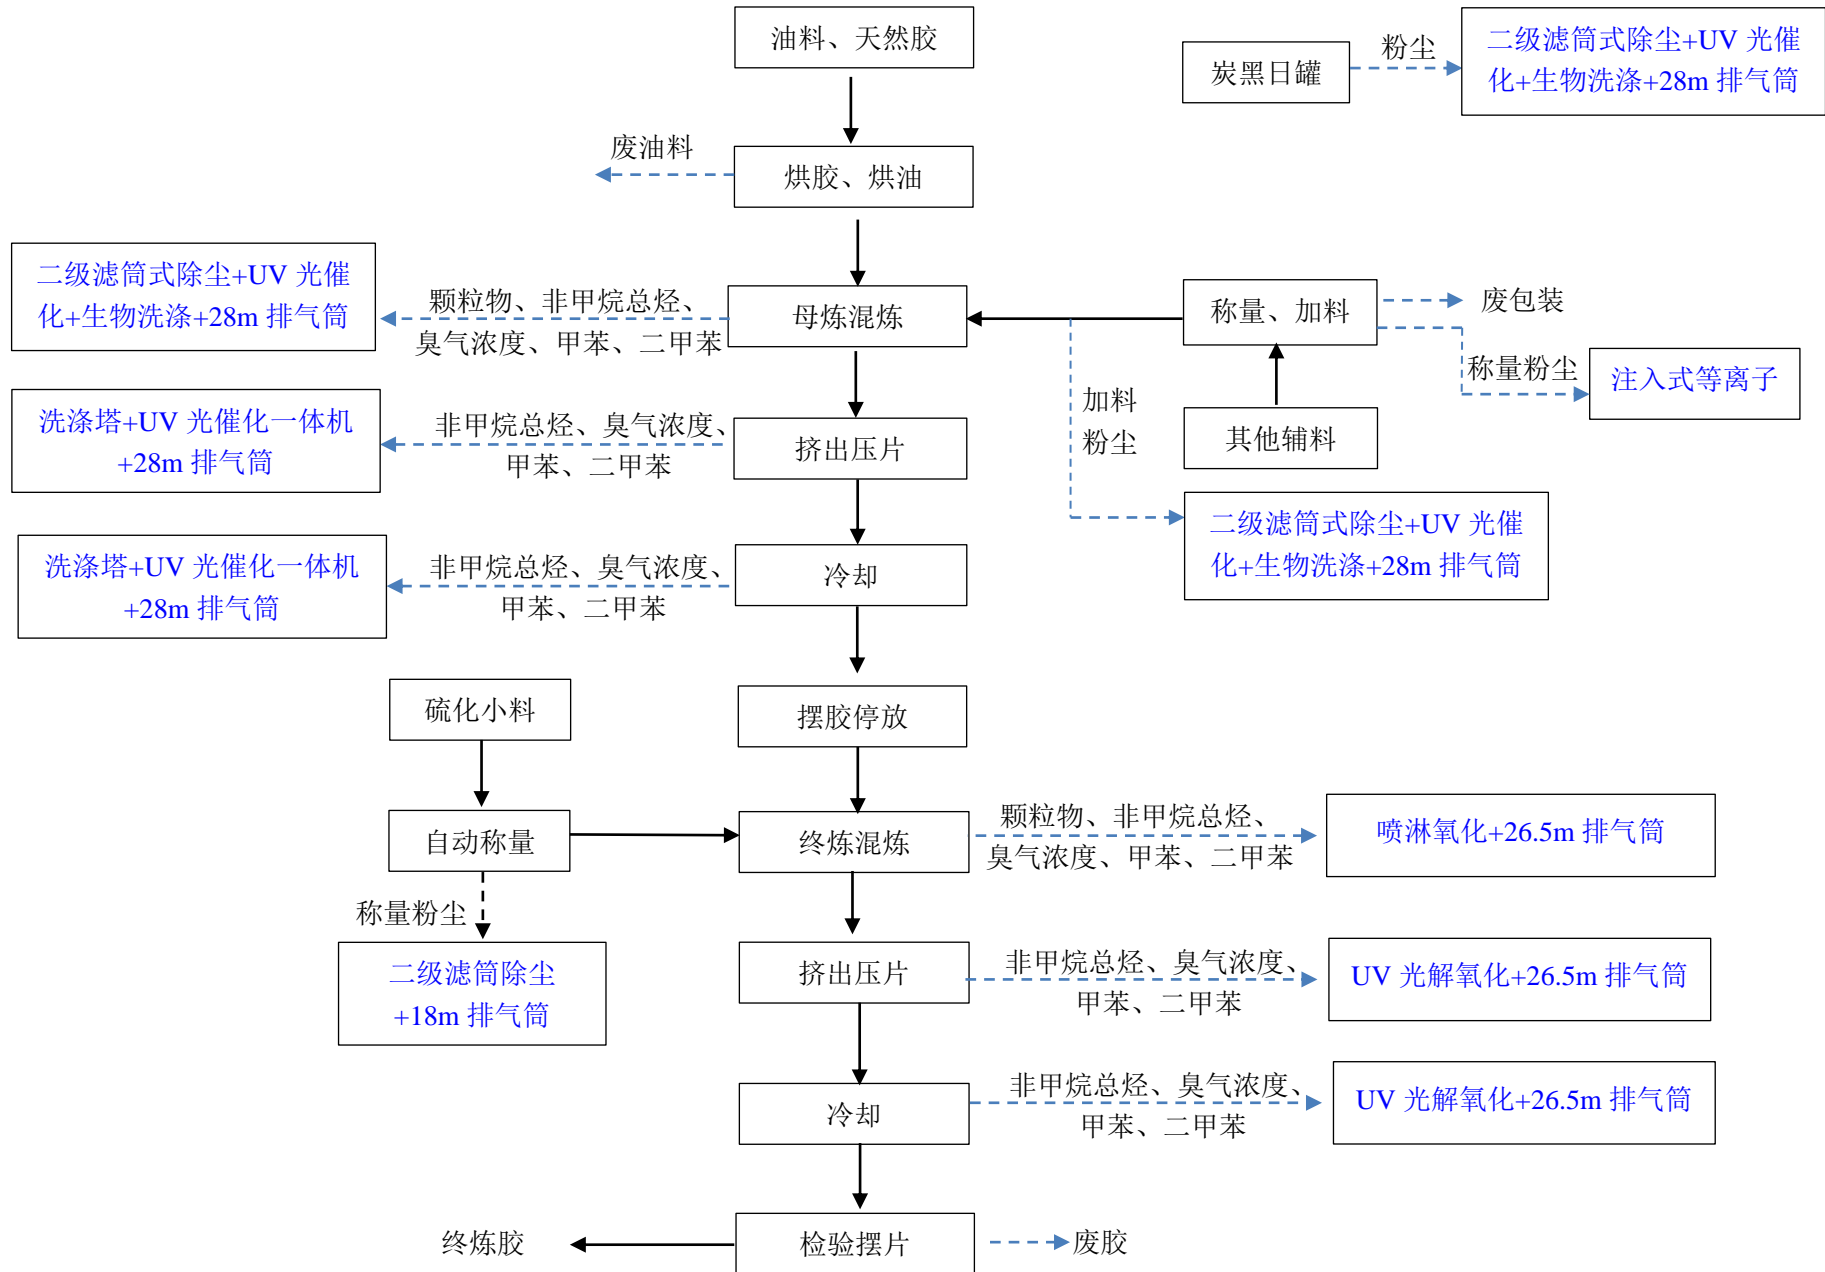 油料、天然胶
炭黑日罐
粉尘
二级滤筒式除尘+UV 光催
化+生物洗涤+28m 排气筒
废油料
烘胶、烘油
二级滤筒式除尘+UV 光催
化+生物洗涤+28m 排气筒
颗粒物、非甲烷总烃、
臭气浓度、甲苯、二甲苯
母炼混炼
称量、加料
废包装
称量粉尘
注入式等离子
加料
粉尘
其他辅料
洗涤塔+UV 光催化一体机
+28m 排气筒
非甲烷总烃、臭气浓度、
甲苯、二甲苯
挤出压片
二级滤筒式除尘+UV 光催
化+生物洗涤+28m 排气筒
洗涤塔+UV 光催化一体机
+28m 排气筒
非甲烷总烃、臭气浓度、
甲苯、二甲苯
冷却
硫化小料
摆胶停放
自动称量
终炼混炼
颗粒物、非甲烷总烃、
臭气浓度、甲苯、二甲苯
喷淋氧化+26.5m 排气筒
称量粉尘
二级滤筒除尘
+18m 排气筒
挤出压片
非甲烷总烃、臭气浓度、
甲苯、二甲苯
UV 光解氧化+26.5m 排气筒
冷却
非甲烷总烃、臭气浓度、
甲苯、二甲苯
UV 光解氧化+26.5m 排气筒
终炼胶
检验摆片
废胶